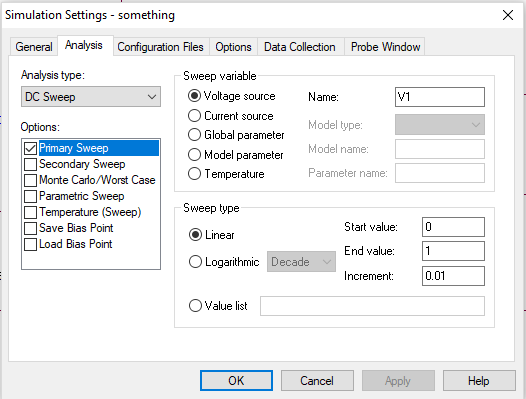 Simulation Settings - something
General Analysis Configuration Files Options Data Collection Probe Window
Analysis type:
DC Sweep
Options:
Primary Sweep
Secondary Sweep
Monte Carlo/Worst Case
Parametric Sweep
Temperature (Sweep)
Save Bias Point
Load Bias Point
Sweep variable
Voltage source
Current source
Global parameter
Model parameter
Temperature
Name: V1
Model type:
Model name:
Parameter name:
Sweep type
Linear
Logarithmic Decade
Value list
Start value: 0
End value: 1
Increment: 0.01
OK Cancel Apply Help